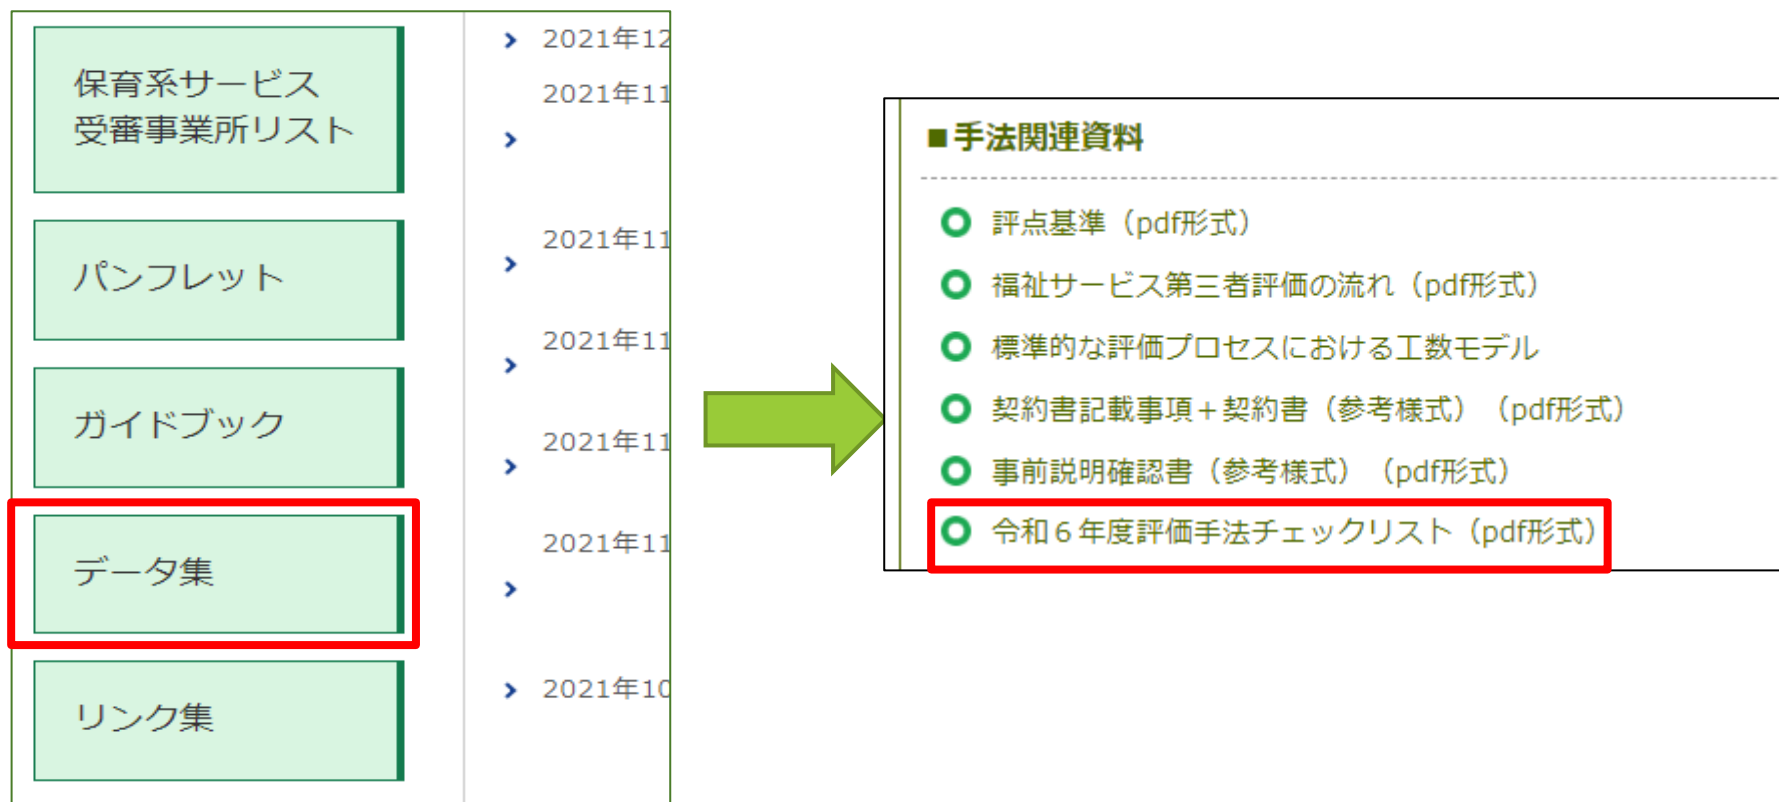 保育系サービス
受審事業所リスト
パンフレット
ガイドブック
データ集
リンク集
2021年12
2021年11
2021年11
2021年11
2021年11
2021年11
2021年10
■手法関連資料
評点基準（pdf形式）
福祉サービス第三者評価の流れ（pdf形式）
標準的な評価プロセスにおける工数モデル
契約書記載事項＋契約書（参考様式）（pdf形式）
事前説明確認書（参考様式）（pdf形式）
令和６年度評価手法チェックリスト（pdf形式）